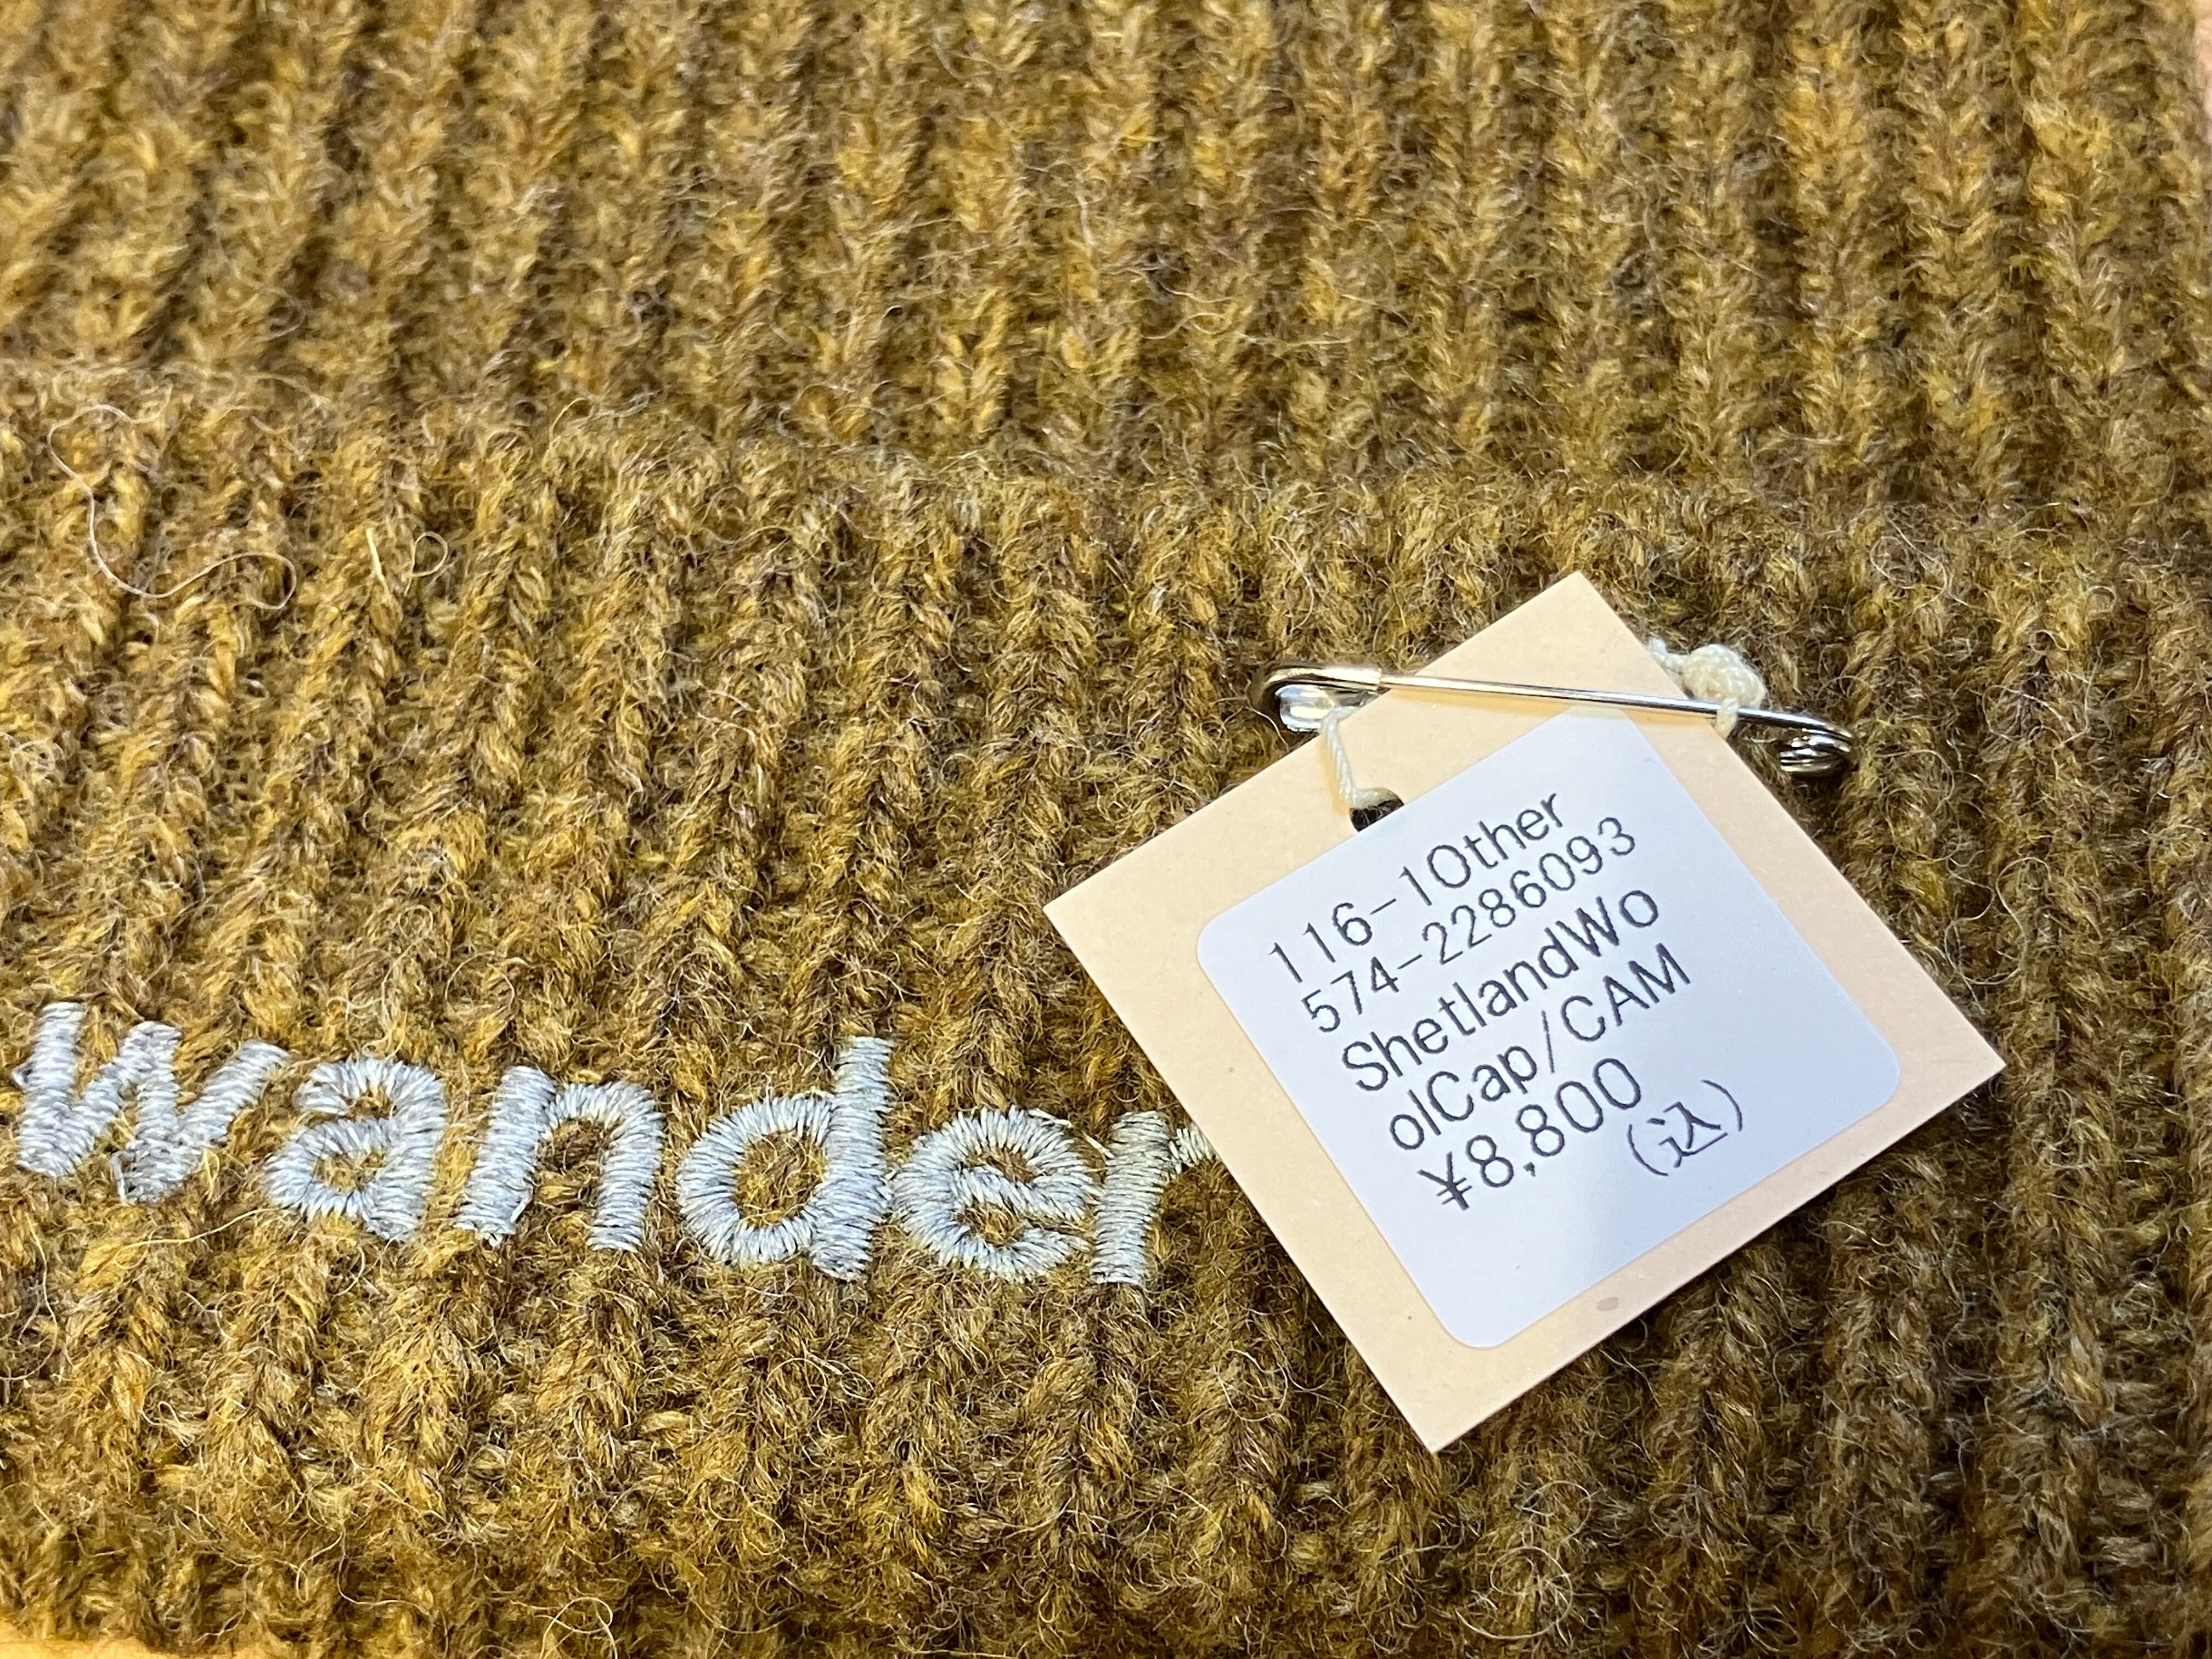 wander
116-1Other
574-2286093
ShetlandWo
olCap/CAM
¥8,800
(込)